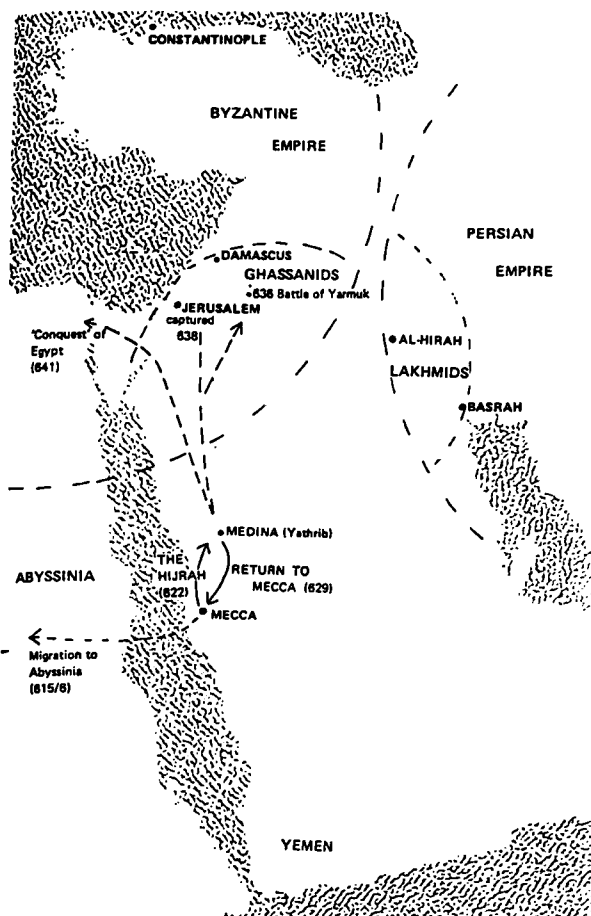 CONSTANTINOPLE
BYZANTINE
EMPIRE
PERSIAN
EMPIRE
DAMASCUS
GHASSANIDS
636 Battle of Yarmuk
JERUSALEM
captured
638
'Conquest' of
Egypt
(641)
AL-HIRAH
LAKHMIDS
BASRAH
MEDINA (Yathrib)
THE
HIJRAH
(622)
RETURN TO
MECCA (629)
ABYSSINIA
MECCA
Migration to
Abyssinia
(615/6)
YEMEN